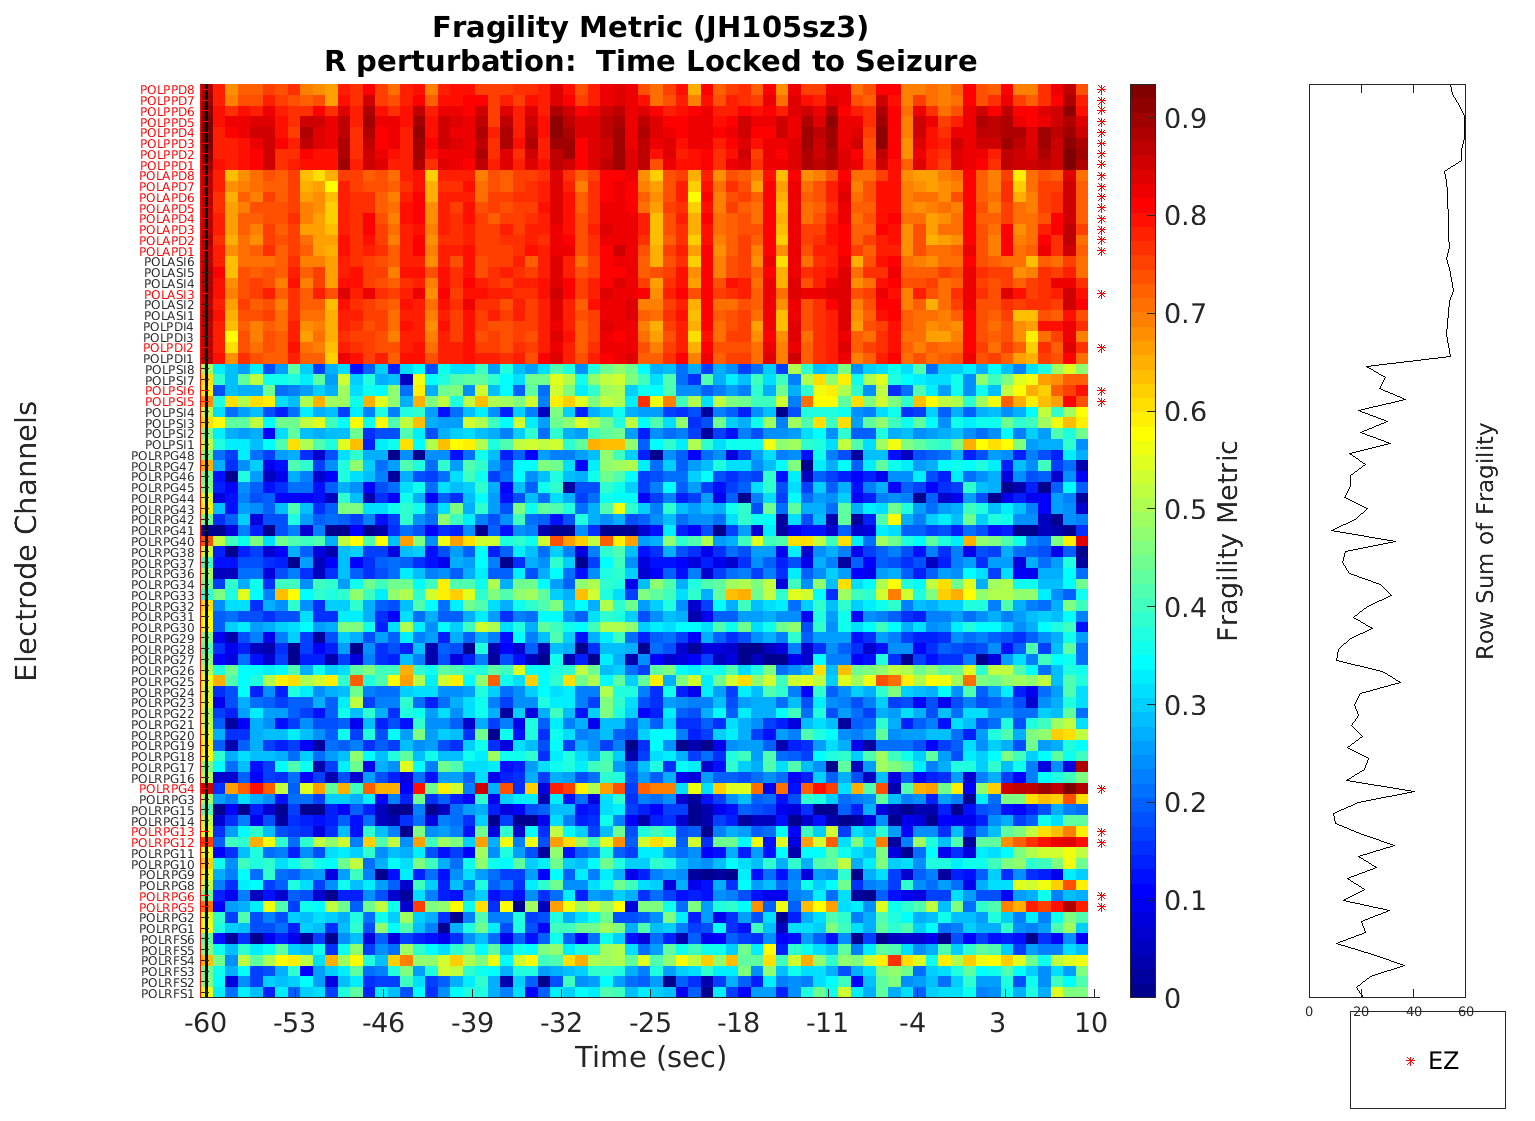 Fragility Metric (JH105sz3)
R perturbation:  Time Locked to Seizure
Electrode Channels
POLPPD8
POLPPD7
POLPPD6
POLPPD5
POLPPD4
POLPPD3
POLPPD2
POLPPD1
POLAPD8
POLAPD7
POLAPD6
POLAPD5
POLAPD4
POLAPD3
POLAPD2
POLAPD1
POLASI6
POLASI5
POLASI4
POLASI3
POLASI2
POLASI1
POLPDI4
POLPDI3
POLPDI2
POLPDI1
POLPSI8
POLPSI7
POLPSI6
POLPSI5
POLPSI4
POLPSI3
POLPSI2
POLPSI1
POLRPG48
POLRPG47
POLRPG46
POLRPG45
POLRPG44
POLRPG43
POLRPG42
POLRPG41
POLRPG40
POLRPG38
POLRPG37
POLRPG36
POLRPG34
POLRPG33
POLRPG32
POLRPG31
POLRPG30
POLRPG29
POLRPG28
POLRPG27
POLRPG26
POLRPG25
POLRPG24
POLRPG23
POLRPG22
POLRPG21
POLRPG20
POLRPG19
POLRPG18
POLRPG17
POLRPG16
POLRPG4
POLRPG3
POLRPG15
POLRPG14
POLRPG13
POLRPG12
POLRPG11
POLRPG10
POLRPG9
POLRPG8
POLRPG6
POLRPG5
POLRPG2
POLRPG1
POLRFS6
POLRFS5
POLRFS4
POLRFS3
POLRFS2
POLRFS1
-60 -53 -46 -39 -32 -25 -18 -11 -4 3 10
Time (sec)
0.9
0.8
0.7
0.6
0.5
0.4
0.3
0.2
0.1
0
Fragility Metric
0 20 40 60
Row Sum of Fragility
EZ